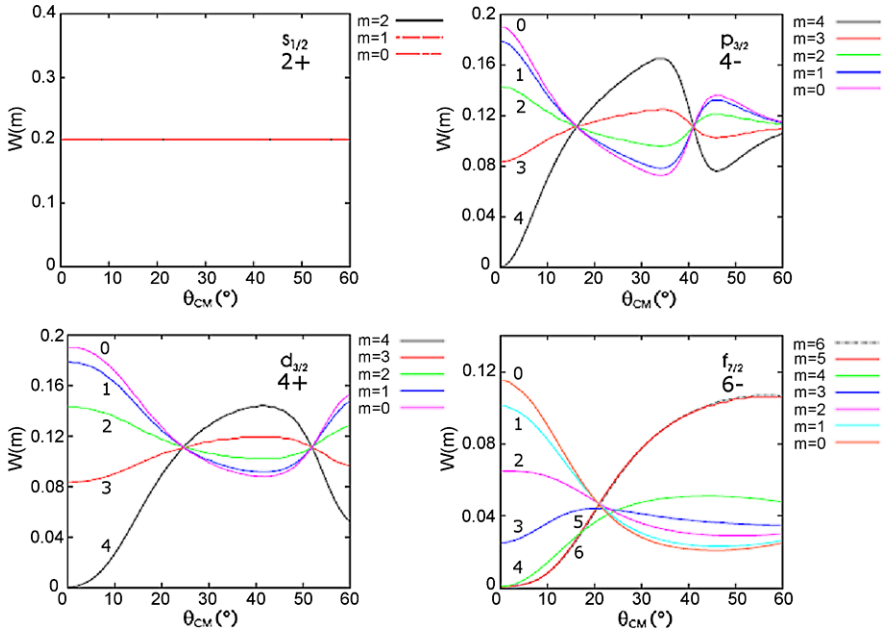 0.4
0.3
0.2
0.1
0
W(m)
s1/2
2+
m=2
m=1
m=0
0 10 20 30 40 50 60
θCM(°)
0.2
0.16
0.12
0.08
0.04
0
W(m)
0
1
2
3
4
p3/2
4-
m=4
m=3
m=2
m=1
m=0
0 10 20 30 40 50 60
θCM(°)
0.2
0.16
0.12
0.08
0.04
0
W(m)
0
1
2
3
4
d3/2
4+
m=4
m=3
m=2
m=1
m=0
0 10 20 30 40 50 60
θCM(°)
0.12
0.08
0.04
0
W(m)
0
1
2
3
4
5
6
f7/2
6-
m=6
m=5
m=4
m=3
m=2
m=1
m=0
0 10 20 30 40 50 60
θCM(°)